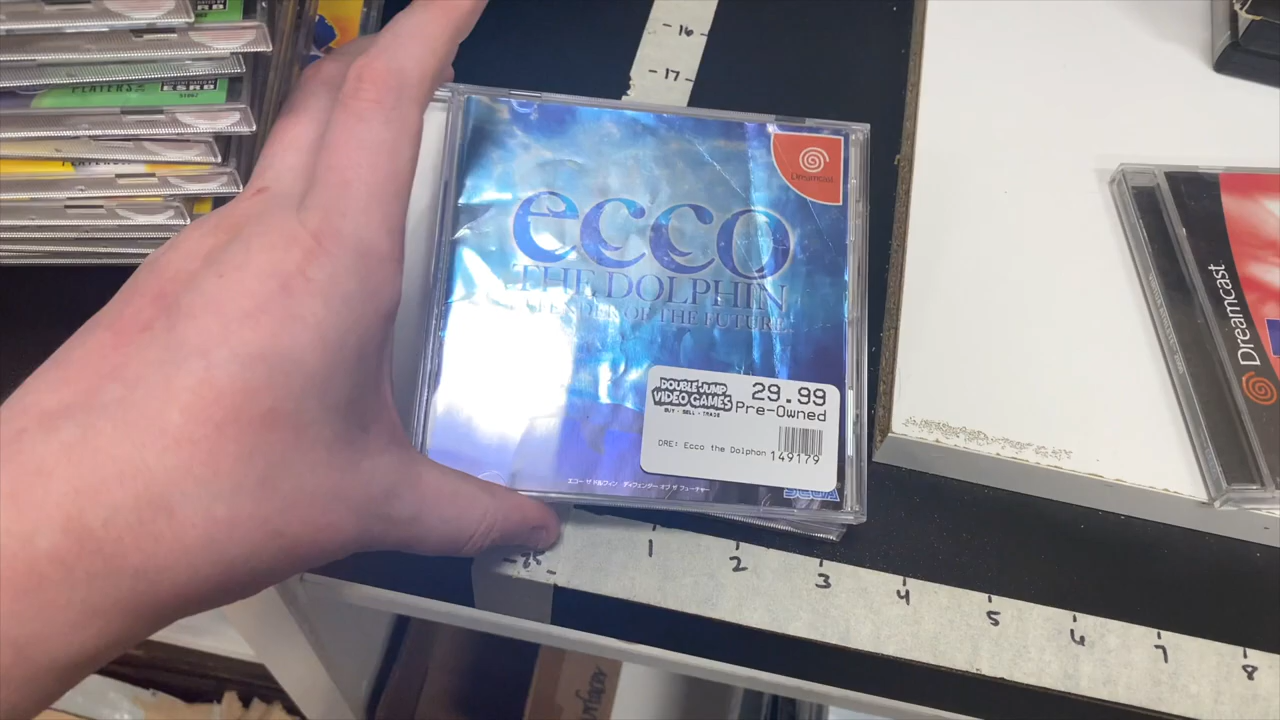 16
17
PLAYERS
Dreamcast
ecco
THE DOLPHIN
DEFENDER OF THE FUTURE
DOUBLE JUMP
VIDEO GAMES
BUY · SELL · TRADE
29.99
Pre-Owned
DRE: Ecco the Dolphon
149179
エコー ザ ドルフィン ディフェンダー オブ ザ フューチャー
SEGA
Dreamcast
25
1
2
3
4
5
6
7
8